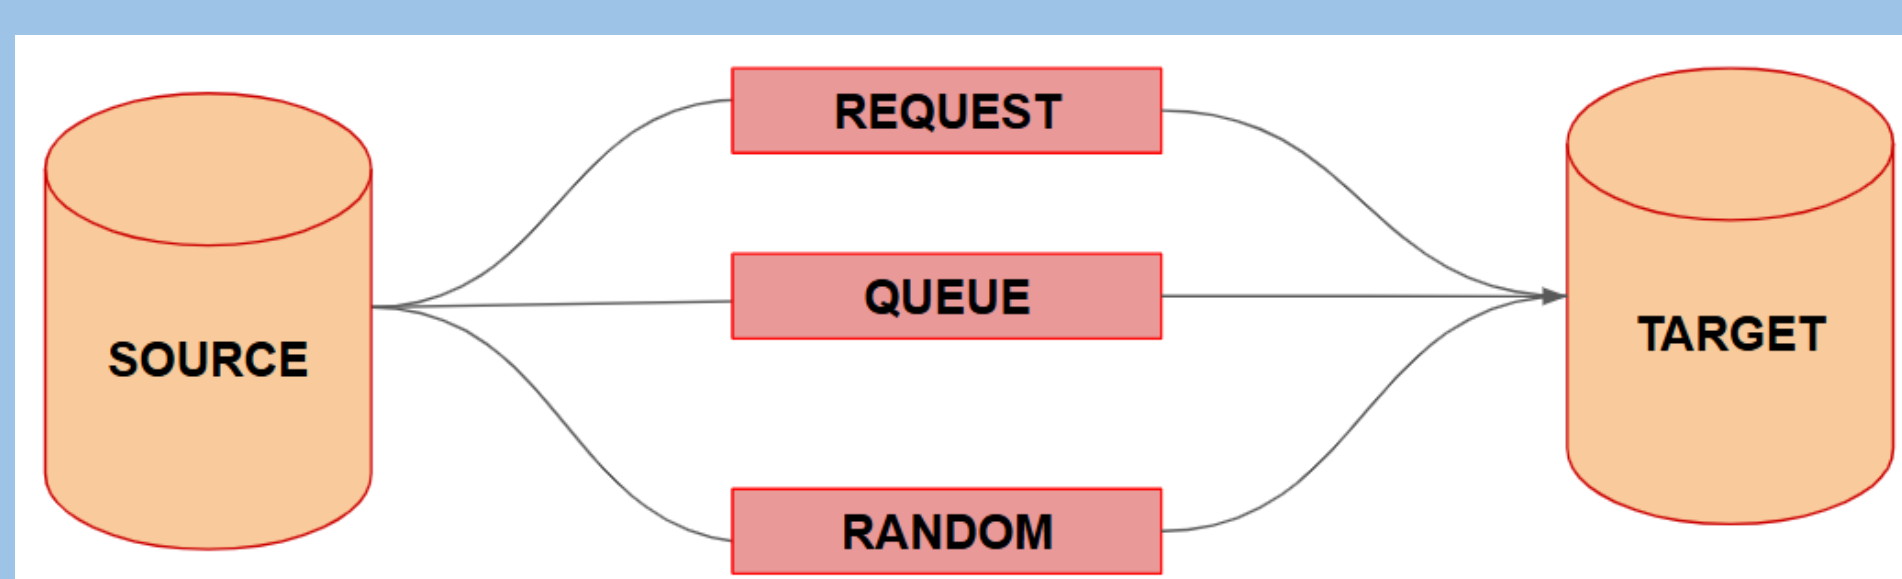 REQUEST
QUEUE
SOURCE
TARGET
RANDOM